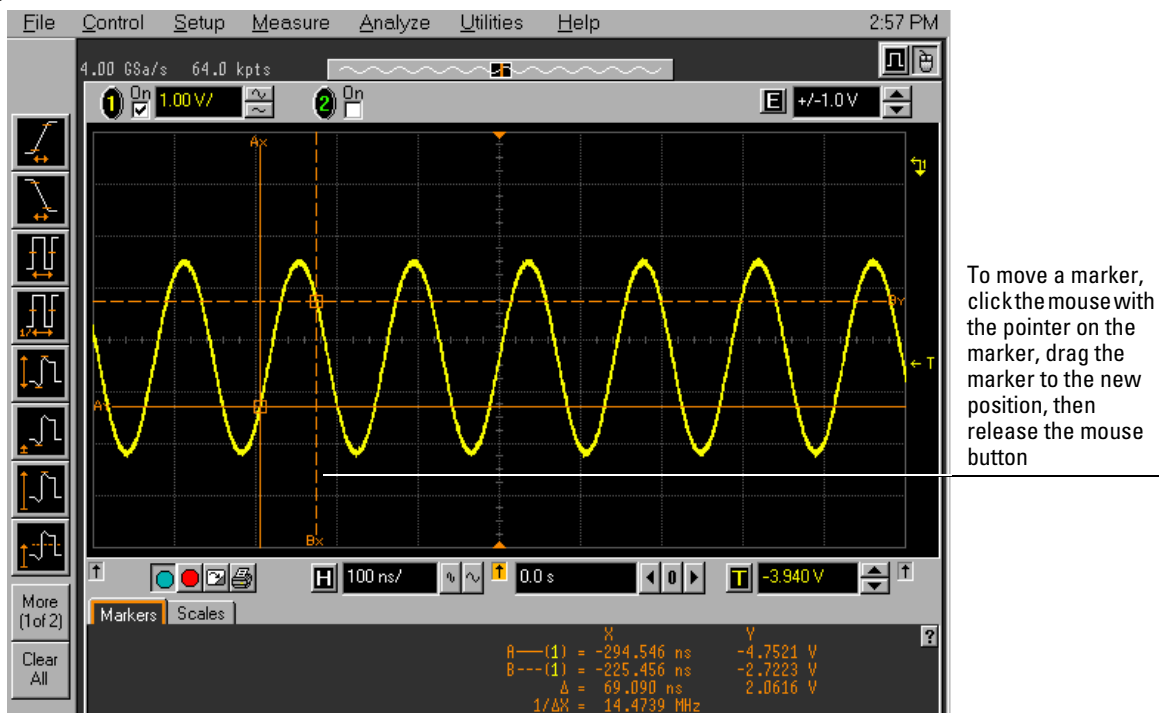 File Control Setup Measure Analyze Utilities Help 2:57 PM
4.00 GSa/s 64.0 kpts
1 On 1.00 V/ 2 On E +/-1.0 V
Ax
1
By
T
A
1/
Bx
H 100 ns/ 0.0 s 0 T -3.940 V
More
(1of 2)
Clear
All
Markers Scales
?
X Y
A——(1) = -294.546 ns -4.7521 V
B---(1) = -225.456 ns -2.7223 V
Δ = 69.090 ns 2.0616 V
1/ΔX = 14.4739 MHz
To move a marker,
click the mouse with
the pointer on the
marker, drag the
marker to the new
position, then
release the mouse
button